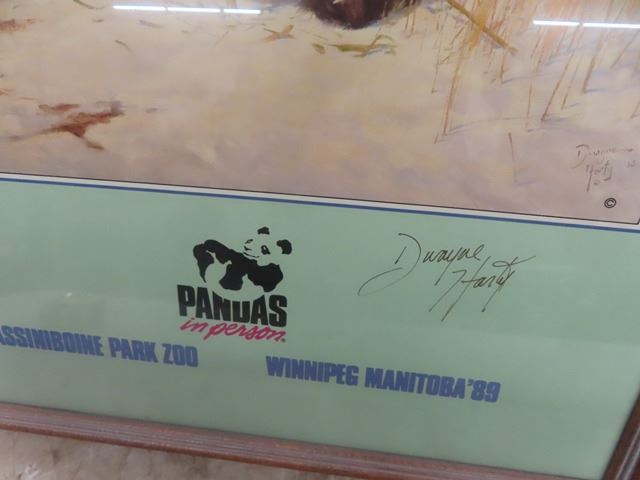 Dwayne
Harty
©
Dwayne
Harty
PANDAS
in person
ASSINIBOINE PARK ZOO
WINNIPEG MANITOBA '89